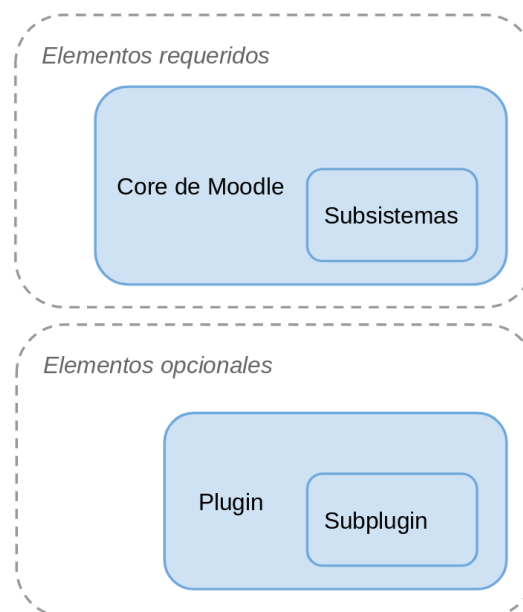 Elementos requeridos
Core de Moodle
Subsistemas
Elementos opcionales
Plugin
Subplugin